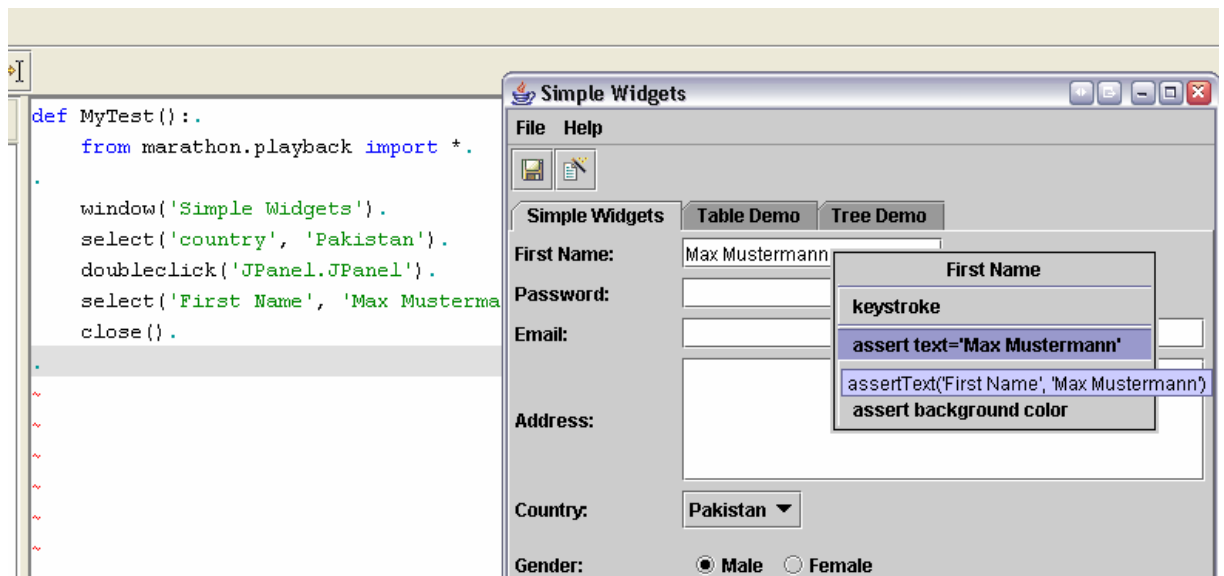 def MyTest():.
from marathon.playback import *.
.
window('Simple Widgets').
select('country', 'Pakistan').
doubleclick('JPanel.JPanel').
select('First Name', 'Max Musterma
close().
.
~
~
~
~
~
~
Simple Widgets
File Help
Simple Widgets Table Demo Tree Demo
First Name: Max Mustermann
Password:
Email:
Address:
Country: Pakistan
Gender: Male Female
First Name
keystroke
assert text='Max Mustermann'
assertText('First Name', 'Max Mustermann')
assert background color